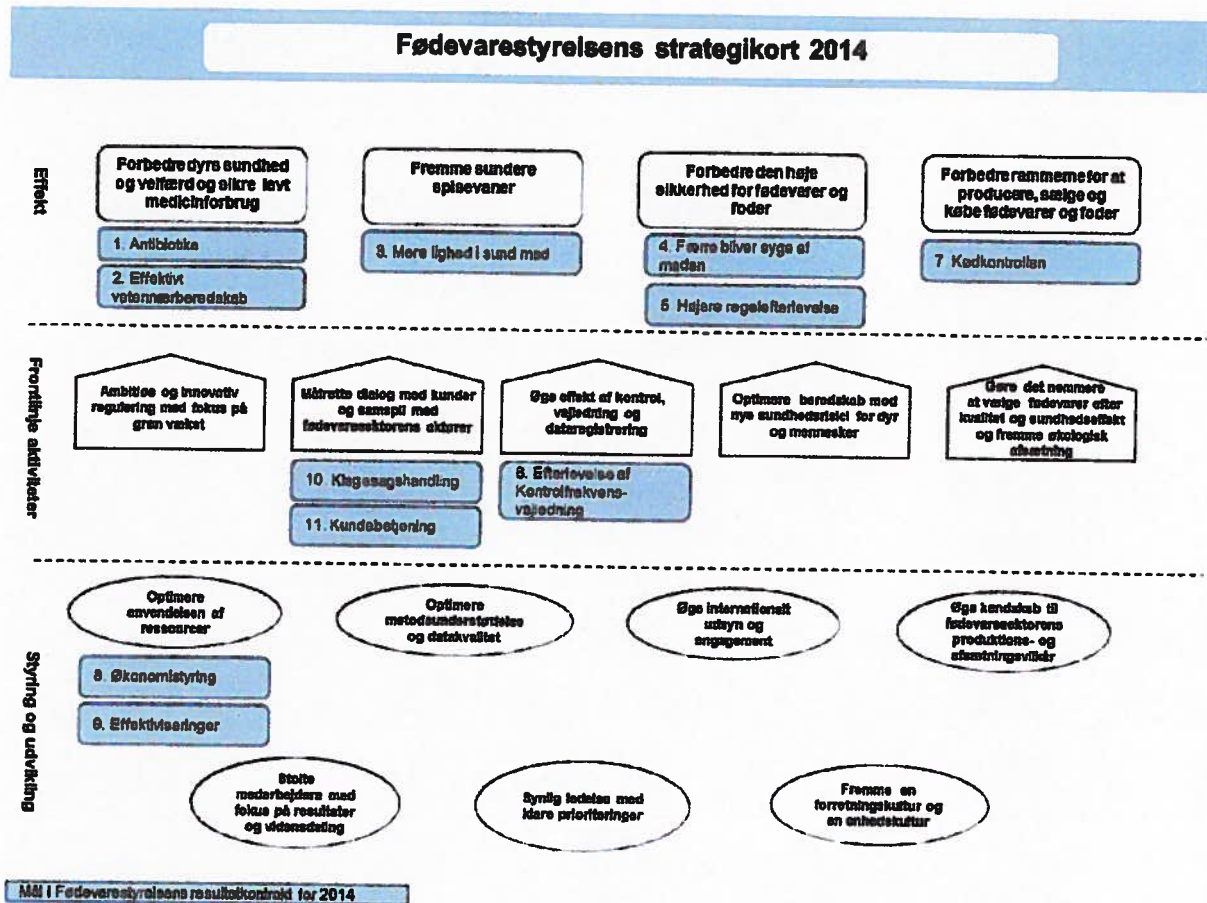 Fødevarestyrelsens strategikort 2014
Effekt
Forbedre dyrs sundhed
og velfærd og sikre lavt
medicinforbrug
1. Antibiotika
2. Effektivt
veterinærberedskab
Fremme sundere
spisevaner
3. Mere lighed i sund mad
Forbedre den høje
sikkerhed for fødevarer og
foder
4. Færre bliver syge af
maden
5 Højere regelefterlevelse
Forbedre rammerne for at
producere, sælge og
købe fødevarer og foder
7 Kødkontrollen
Frontlinje aktiviteter
Ambitiøs og innovativ
regulering med fokus på
grøn vækst
Målrette dialog med kunder
og samspil med
fødevaresektorens aktører
10 Klagesagshandling
11. Kundebetjening
Øge effekt af kontrol,
vejledning og
dataregistrering
6. Efterlevelse af
Kontrolfrekvens-
vejledning
Optimere beredskab mod
nye sundhedsrisici for dyr
og mennesker
Gøre det nemmere
at vælge fødevarer efter
kvalitet og sundhedseffekt
og fremme økologisk
afsætning
Styring og udvikling
Optimere
anvendelsen af
ressourcer
8. Økonomistyring
9. Effektiviseringer
Optimere
metodeunderstøttelse
og datakvalitet
Øge internationalt
udsyn og
engagement
Øge kendskab til
fødevaresektorens
produktions- og
afsætningsvilkår
Stolte
medarbejdere med
fokus på resultater
og vidensdeling
Synlig ledelse med
klare prioriteringer
Fremme en
forretningskultur og
en enhedskultur
Mål i Fødevarestyrelsens resultatkontrakt for 2014